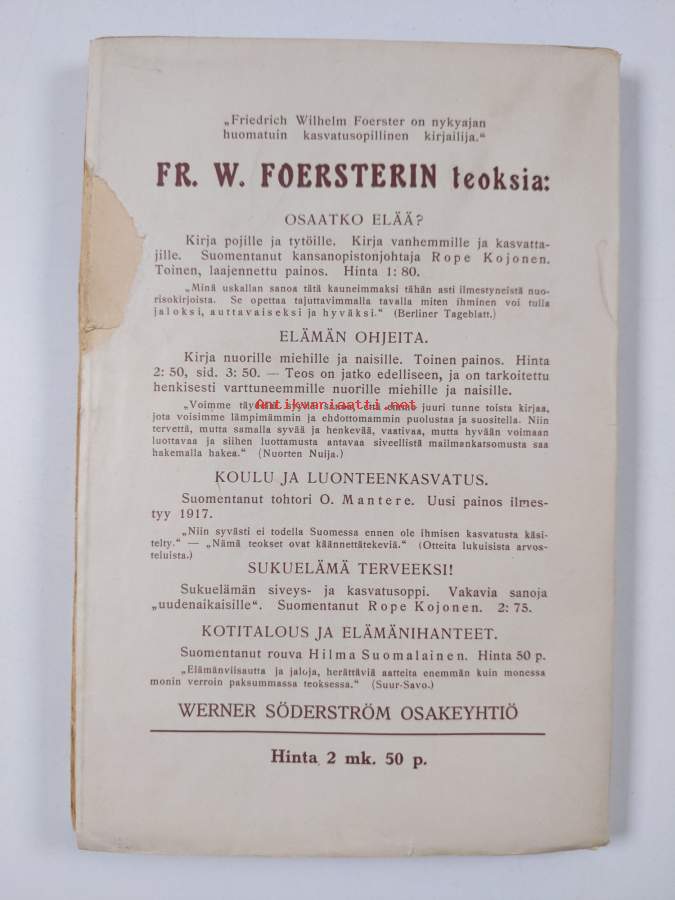 „Friedrich Wilhelm Foerster on nykyajan
huomatuin kasvatusopillinen kirjailija.“
FR. W. FOERSTERIN teoksia:
OSAATKO ELÄÄ?
Kirja pojille ja tytöille. Kirja vanhemmille ja kasvatta-
jille. Suomentanut kansanopistonjohtaja Rope Kojonen.
Toinen, laajennettu painos. Hinta 1: 80.
„Minä uskallan sanoa tätä kauneimmaksi tähän asti ilmestyneistä nuo-
risokirjoista. Se opettaa tajuttavimmalla tavalla miten ihminen voi tulla
jaloksi, auttavaiseksi ja hyväksi.“ (Berliner Tageblatt.)
ELÄMÄN OHJEITA.
Kirja nuorille miehille ja naisille. Toinen painos. Hinta
2: 50, sid. 3: 50. — Teos on jatko edelliseen, ja on tarkoitettu
henkisesti varttuneemmille nuorille miehille ja naisille.
Antikvariaatti.net
„Voimme sanoa, että emme juuri tunne toista kirjaa,
jota voisimme lämpimämmin ja ehdottomammin puolustaa ja suositella. Niin
tervettä, mutta samalla syvää ja henkevää, vaativaa, mutta hyvään voimaan
luottavaa ja siihen luottamusta antavaa siveellistä mailmankatsomusta saa
hakemalla hakea.“ (Nuorten Nuija.)
KOULU JA LUONTEENKASVATUS.
Suomentanut tohtori O. Mantere. Uusi painos ilmes-
tyy 1917.
„Niin syvästi ei todella Suomessa ennen ole ihmisen kasvatusta käsi-
telty.“ — „Nämä teokset ovat käännettätekeviä.“ (Otteita lukuisista arvos-
teluista.)
SUKUELÄMÄ TERVEEKSI!
Sukuelämän siveys- ja kasvatusoppi. Vakavia sanoja
„uudenaikaisille“. Suomentanut Rope Kojonen. 2: 75.
KOTITALOUS JA ELÄMÄNIHANTEET.
Suomentanut rouva Hilma Suomalainen. Hinta 50 p.
„Elämänviisautta ja jaloja, herättäviä aatteita enemmän kuin monessa
monin verroin paksummassa teoksessa.“ (Suur-Savo.)
WERNER SÖDERSTRÖM OSAKEYHTIÖ
Hinta 2 mk. 50 p.